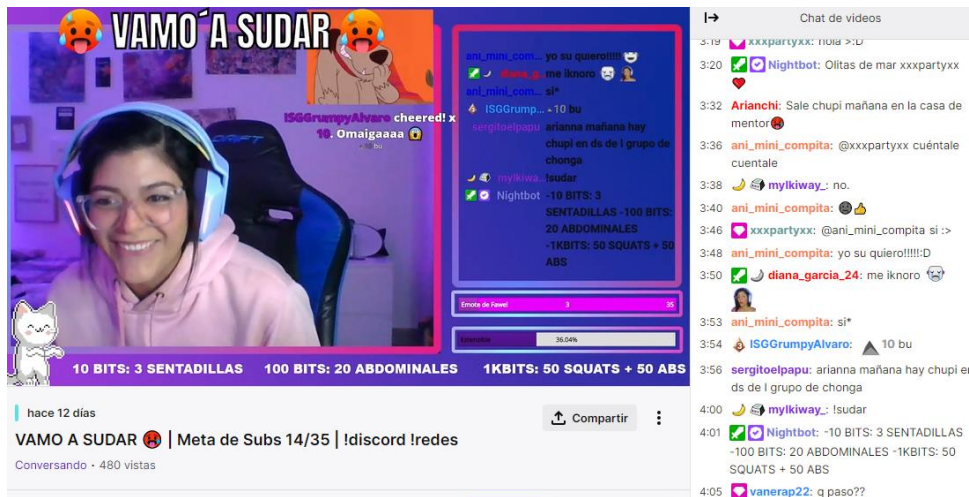 VAMO´A SUDAR
ani_mini_com... yo su quiero!!!!!
diana_g... me iknoro
ani_mini_com... si*
ISGGrump... 10 bu
sergitoelpapu arianna mañana hay
chupi en ds de l grupo de
chonga
mylkiwa... !sudar
Nightbot -10 BITS: 3
SENTADILLAS -100 BITS:
20 ABDOMINALES
-1KBITS: 50 SQUATS + 50
ABS
ISGGrumpyAlvaro cheered! x
10. Omaigaaaa
10 bu
DRIFT
Emote de Fawel 3 35
36.04%
10 BITS: 3 SENTADILLAS 100 BITS: 20 ABDOMINALES 1KBITS: 50 SQUATS + 50 ABS
hace 12 días
Compartir
VAMO A SUDAR | Meta de Subs 14/35 | !discord !redes
Conversando • 480 vistas
Chat de videos
3:19 xxxpartyxx: hola >:D
3:20 Nightbot: Olitas de mar xxxpartyxx
3:32 Arianchi: Sale chupi mañana en la casa de
mentor
3:36 ani_mini_compita: @xxxpartyxx cuéntale
cuentale
3:38 mylkiway_: no.
3:40 ani_mini_compita:
3:46 xxxpartyxx: @ani_mini_compita si :>
3:48 ani_mini_compita: yo su quiero!!!!!:D
3:50 diana_garcia_24: me iknoro
3:53 ani_mini_compita: si*
3:54 ISGGrumpyAlvaro: 10 bu
3:56 sergitoelpapu: arianna mañana hay chupi en
ds de l grupo de chonga
4:00 mylkiway_: !sudar
4:01 Nightbot: -10 BITS: 3 SENTADILLAS
-100 BITS: 20 ABDOMINALES -1KBITS: 50
SQUATS + 50 ABS
4:05 vanerap22: q paso??